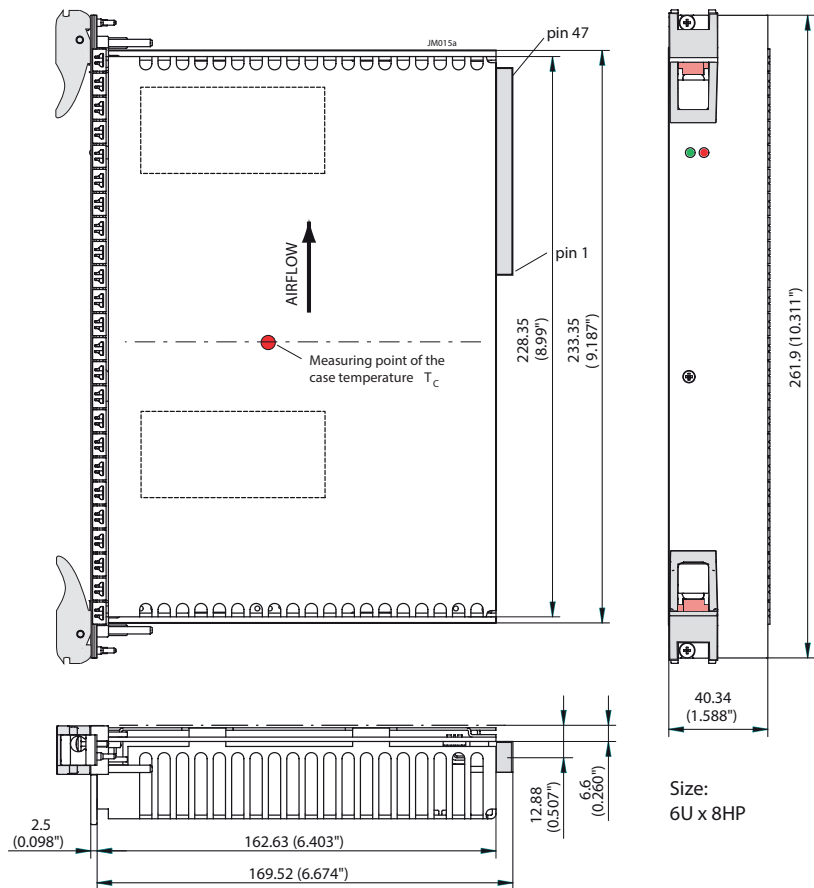 JM015a
pin 47
pin 1
AIRFLOW
Measuring point of the
case temperature T_C
228.35
(8.99")
233.35
( 9.187")
261.9 (10.311")
40.34
(1.588")
12.88
(0.507")
6.6
(0.260")
Size:
6U x 8HP
2.5
(0.098")
162.63 (6.403")
169.52 (6.674")